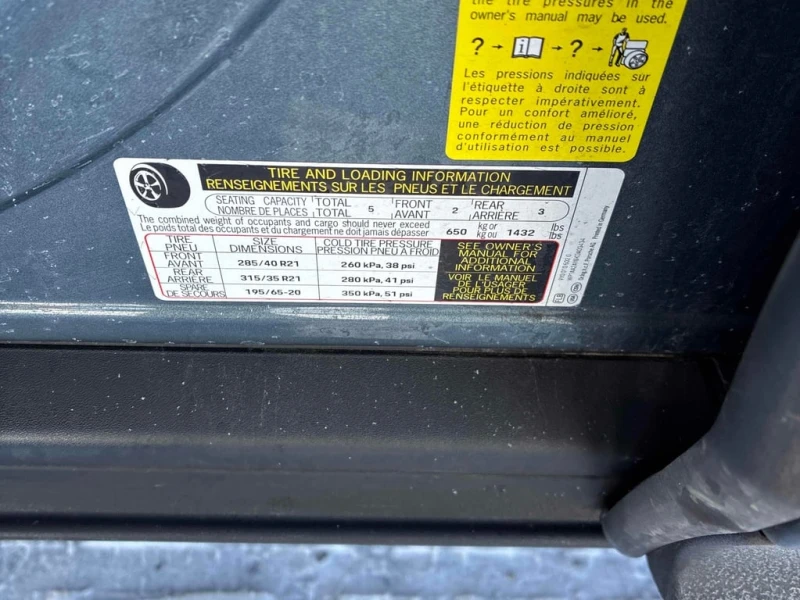 the tire pressures in the
owner's manual may be used.
? → i → ? →
Les pressions indiquées sur
l'étiquette à droite sont à
respecter impérativement.
Pour un confort amélioré,
une réduction de pression
conformément au manuel
d'utilisation est possible.
TIRE AND LOADING INFORMATION
RENSEIGNEMENTS SUR LES PNEUS ET LE CHARGEMENT
SEATING CAPACITY TOTAL 5 FRONT 2 REAR 3
NOMBRE DE PLACES TOTAL AVANT ARRIÈRE
The combined weight of occupants and cargo should never exceed 650 kg or 1432 lbs
Le poids total des occupants et du chargement ne doit jamais dépasser kg ou lbs
TIRE SIZE COLD TIRE PRESSURE
PNEU DIMENSIONS PRESSION PNEU À FROID
FRONT
AVANT 285/40 R21 260 kPa, 38 psi
REAR
ARRIÈRE 315/35 R21 280 kPa, 41 psi
SPARE
DE SECOURS 195/65-20 350 kPa, 51 psi
SEE OWNER'S
MANUAL FOR
ADDITIONAL
INFORMATION
VOIR LE MANUEL
DE L'USAGER
POUR PLUS DE
RENSEIGNEMENTS